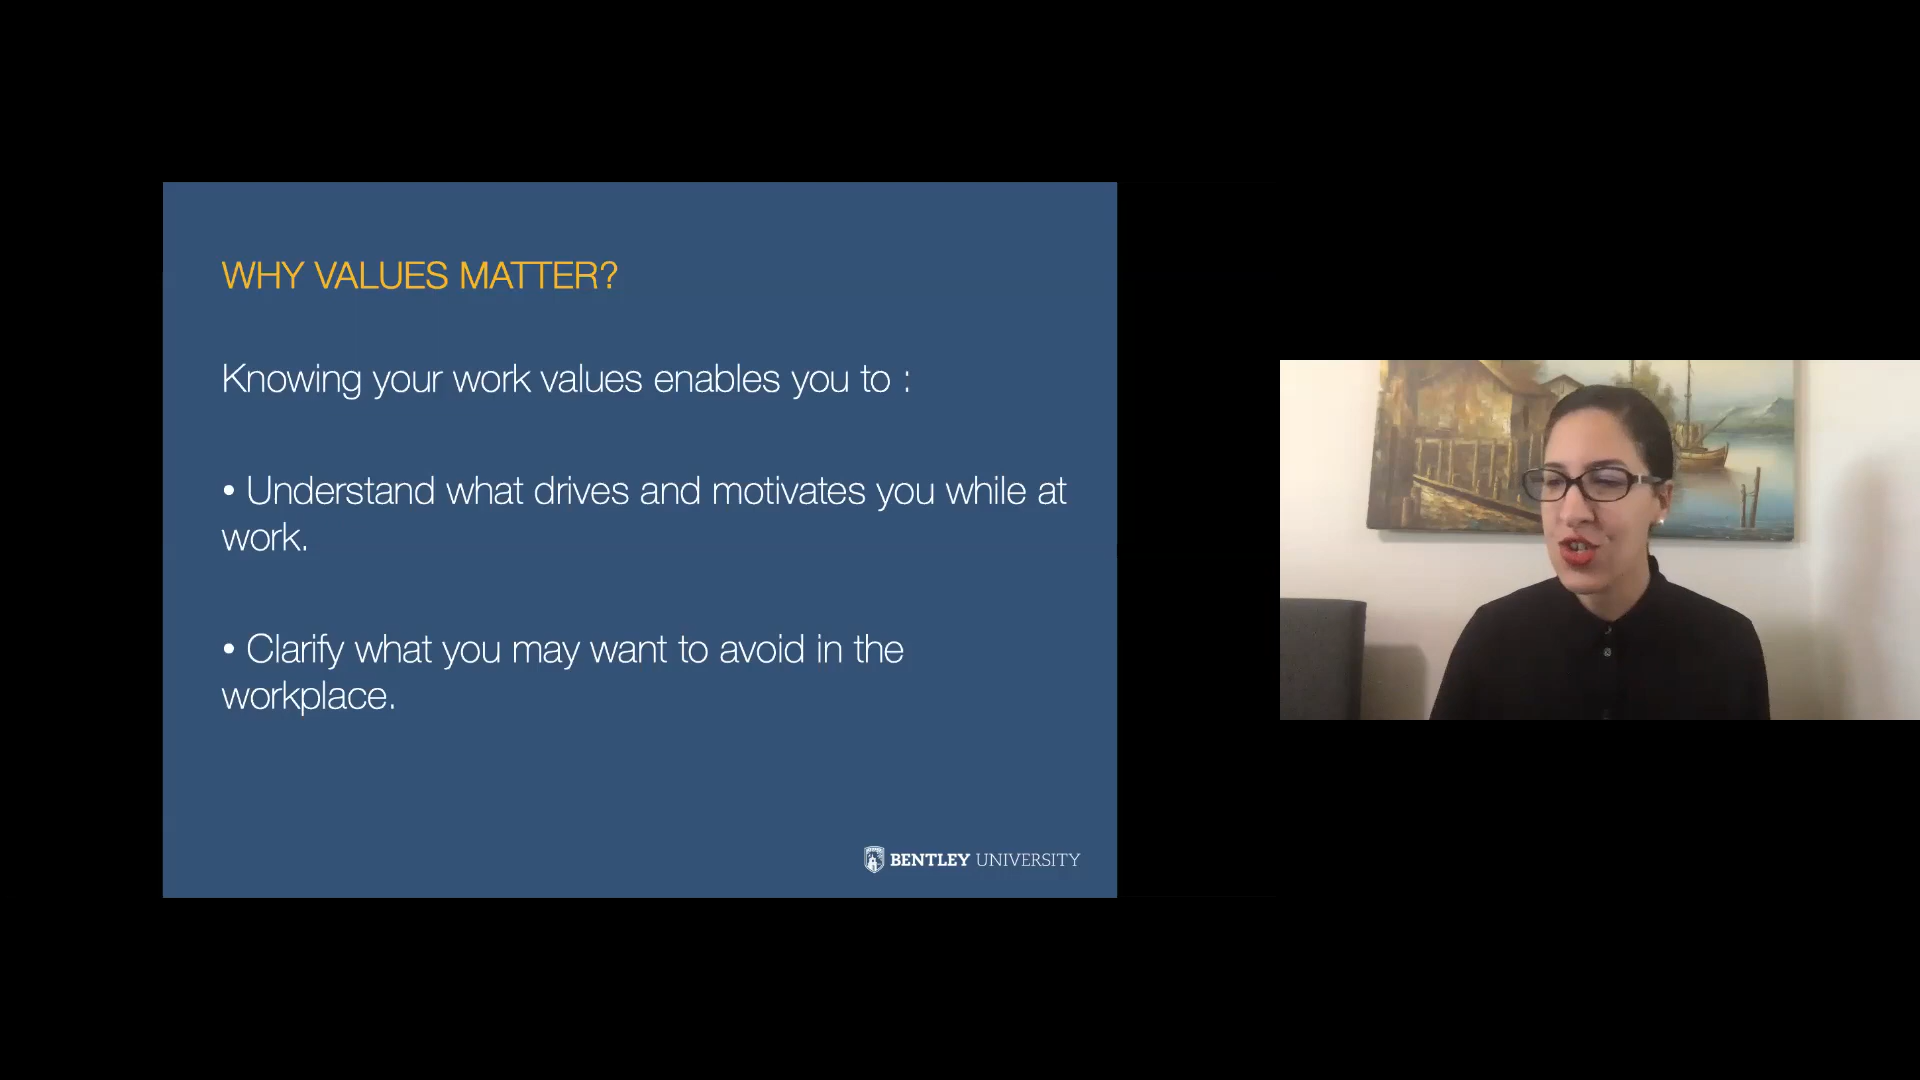 WHY VALUES MATTER?
Knowing your work values enables you to :
• Understand what drives and motivates you while at
work.
• Clarify what you may want to avoid in the
workplace.
BENTLEY UNIVERSITY